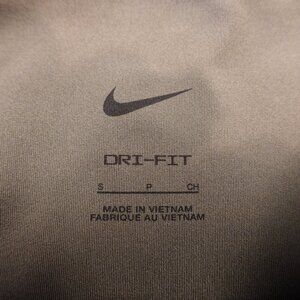 DRI-FIT
S P CH
MADE IN VIETNAM
FABRIQUE AU VIETNAM